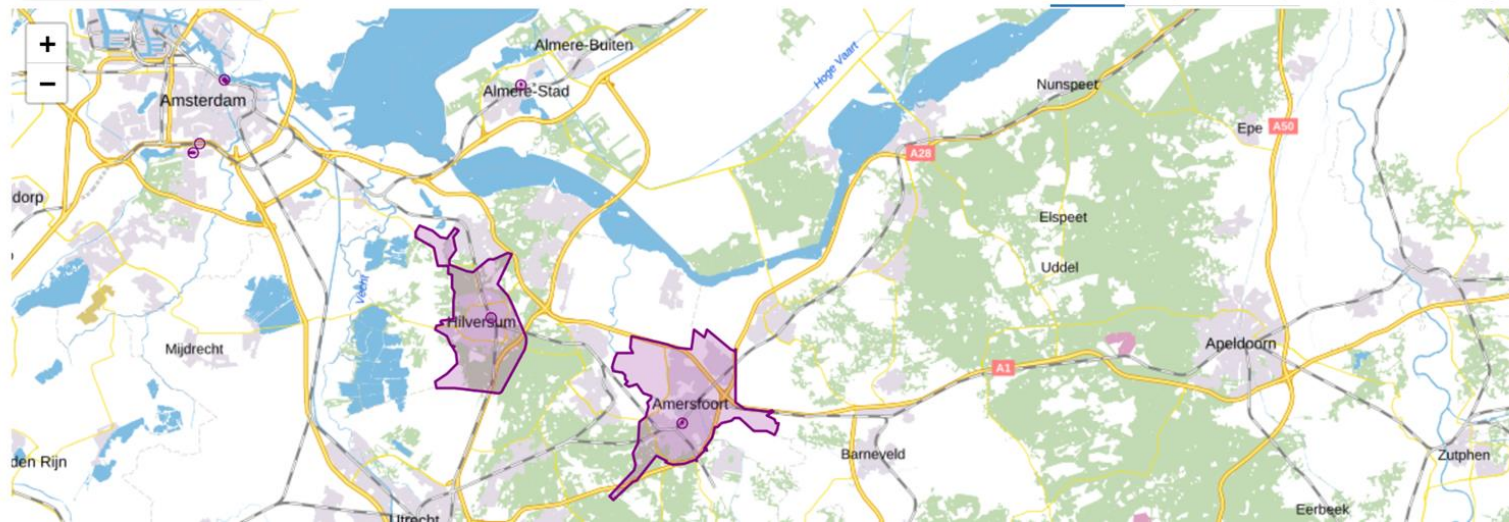 +
−
Almere-Buiten
Hoge Vaart
Nunspeet
Almere-Stad
Amsterdam
Epe
A50
A28
dorp
Elspeet
Uddel
Hilversum
Mijdrecht
Apeldoorn
A1
Amersfoort
Barneveld
Zutphen
den Rijn
Eerbeek
Utrecht